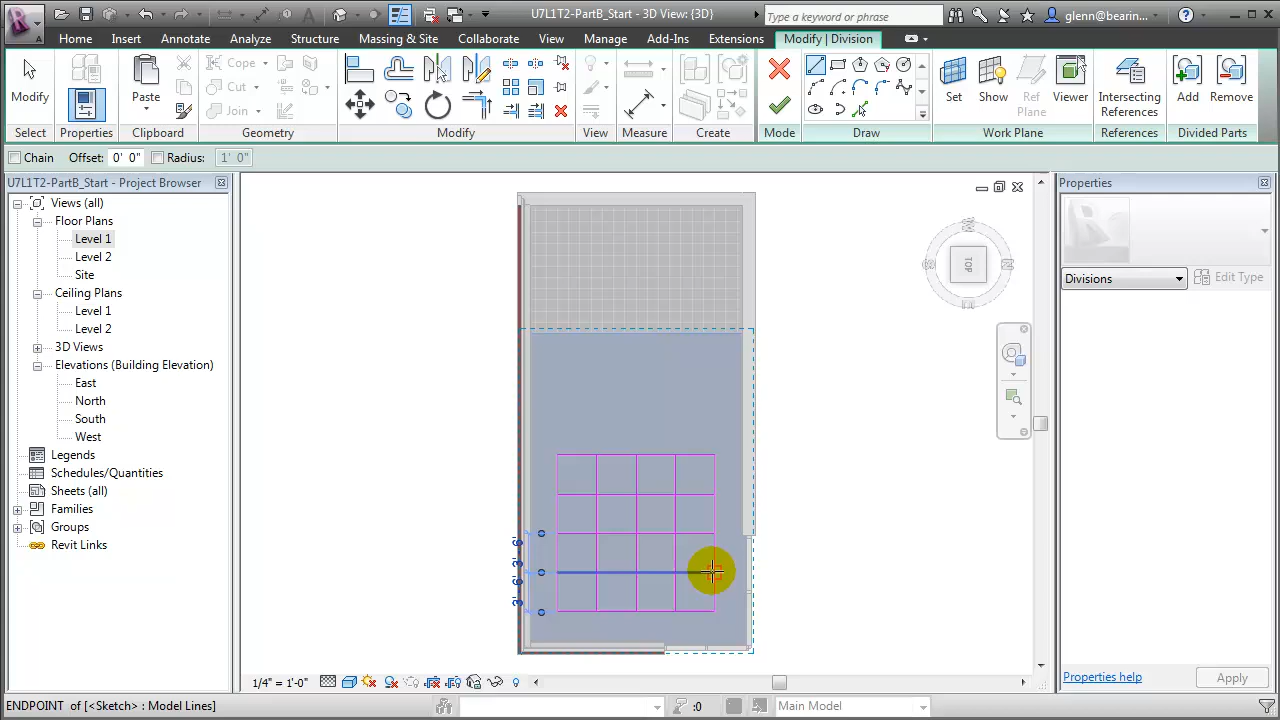 U7L1T2-PartB_Start - 3D View: {3D}
Type a keyword or phrase
glenn@bearin...
Home Insert Annotate Analyze Structure Massing & Site Collaborate View Manage Add-Ins Extensions Modify | Division
Modify
Paste
Cope
Cut
Join
Set Show Ref Plane Viewer
Intersecting References
Add Remove
Select Properties Clipboard Geometry Modify View Measure Create Mode Draw Work Plane References Divided Parts
Chain Offset: 0' 0" Radius: 1' 0"
U7L1T2-PartB_Start - Project Browser
Views (all)
Floor Plans
Level 1
Level 2
Site
Ceiling Plans
Level 1
Level 2
3D Views
Elevations (Building Elevation)
East
North
South
West
Legends
Schedules/Quantities
Sheets (all)
Families
Groups
Revit Links
TOP
Properties
Divisions
Edit Type
Properties help
Apply
1/4" = 1'-0"
ENDPOINT of [<Sketch> : Model Lines]
:0
Main Model